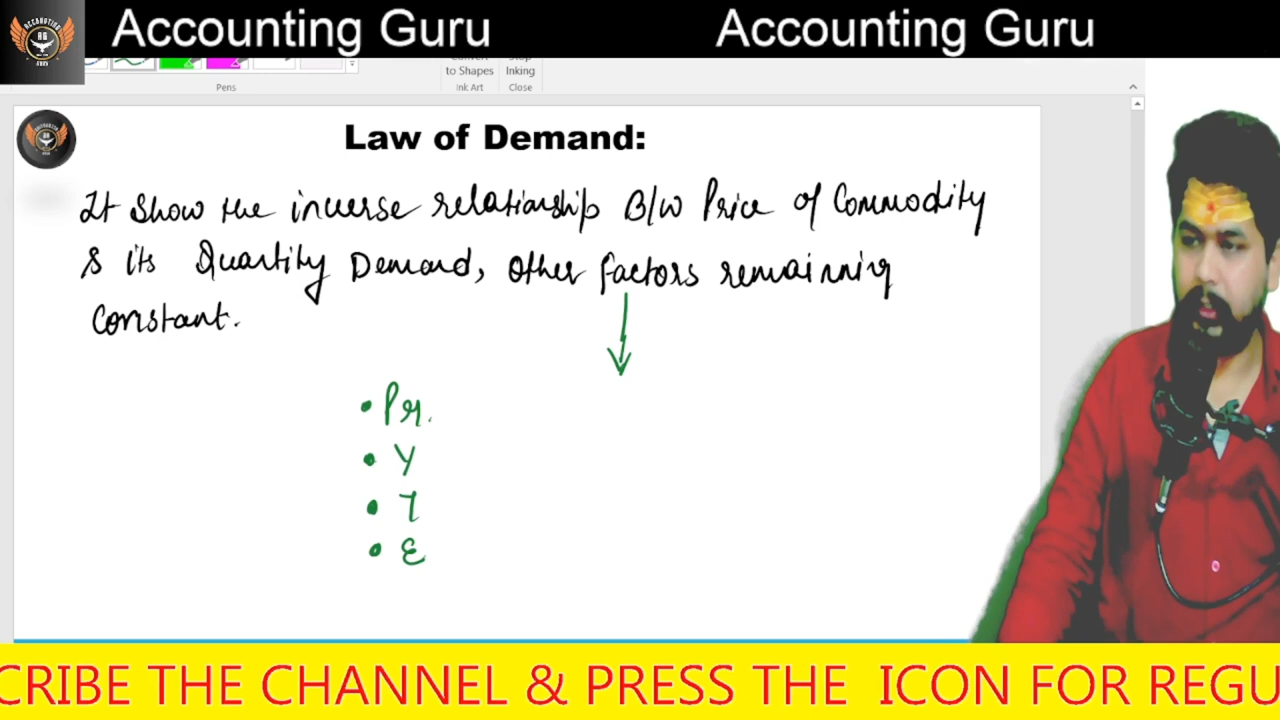 Accounting Guru
Accounting Guru
to Shapes
Inking
Pens
Ink Art
Close
Law of Demand:
It show the inverse relationship B/W Price of Commodity
& its Quantity Demand, other factors remaining
constant.
• Pr.
• Y
• T
• E
CRIBE THE CHANNEL & PRESS THE ICON FOR REGU